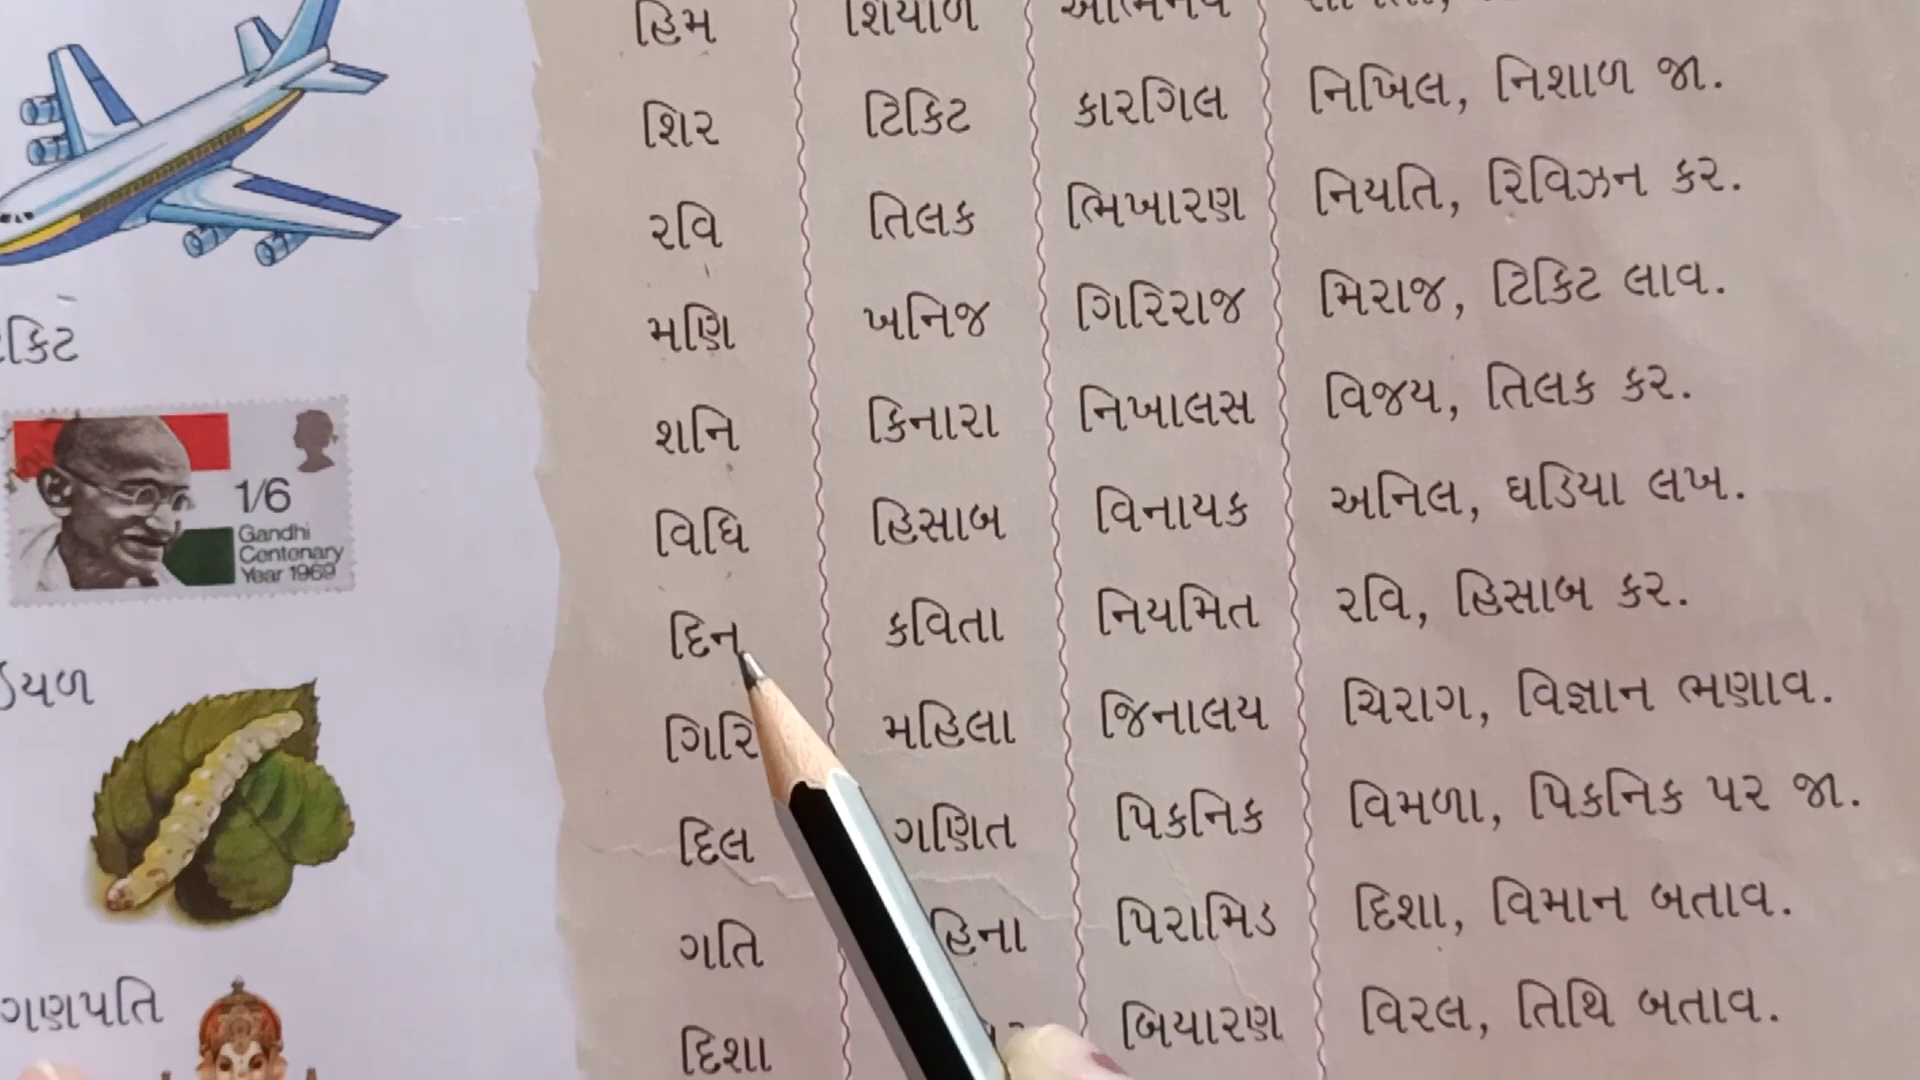 હિમ શિયાળ
શિર ટિકિટ કારગિલ નિખિલ, નિશાળ જા.
રવિ તિલક ભિખારણ નિયતિ, રિવિઝન કર.
મણિ ખનિજ ગિરિરાજ મિરાજ, ટિકિટ લાવ.
શનિ કિનારા નિખાલસ વિજય, તિલક કર.
વિધિ હિસાબ વિનાયક અનિલ, ઘડિયા લખ.
દિન કવિતા નિયમિત રવિ, હિસાબ કર.
ગિરિ મહિલા જિનાલય ચિરાગ, વિજ્ઞાન ભણાવ.
દિલ ગણિત પિકનિક વિમળા, પિકનિક પર જા.
ગતિ હિના પિરામિડ દિશા, વિમાન બતાવ.
દિશા બિયારણ વિરલ, તિથિ બતાવ.
કિટ
1/6
Gandhi
Centenary
Year 1969
યળ
ગણપતિ